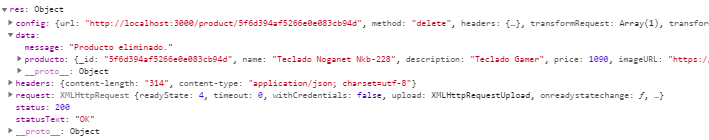 res: Object
config: {url: "http://localhost:3000/product/5f6d394af5266e0e083cb94d", method: "delete", headers: {…}, transformRequest: Array(1), transfor
data:
message: "Producto eliminado."
producto: {_id: "5f6d394af5266e0e083cb94d", name: "Teclado Noganet Nkb-228", description: "Teclado Gamer", price: 1090, imageURL: "https:/
__proto__: Object
headers: {content-length: "314", content-type: "application/json; charset=utf-8"}
request: XMLHttpRequest {readyState: 4, timeout: 0, withCredentials: false, upload: XMLHttpRequestUpload, onreadystatechange: ƒ, …}
status: 200
statusText: "OK"
__proto__: Object